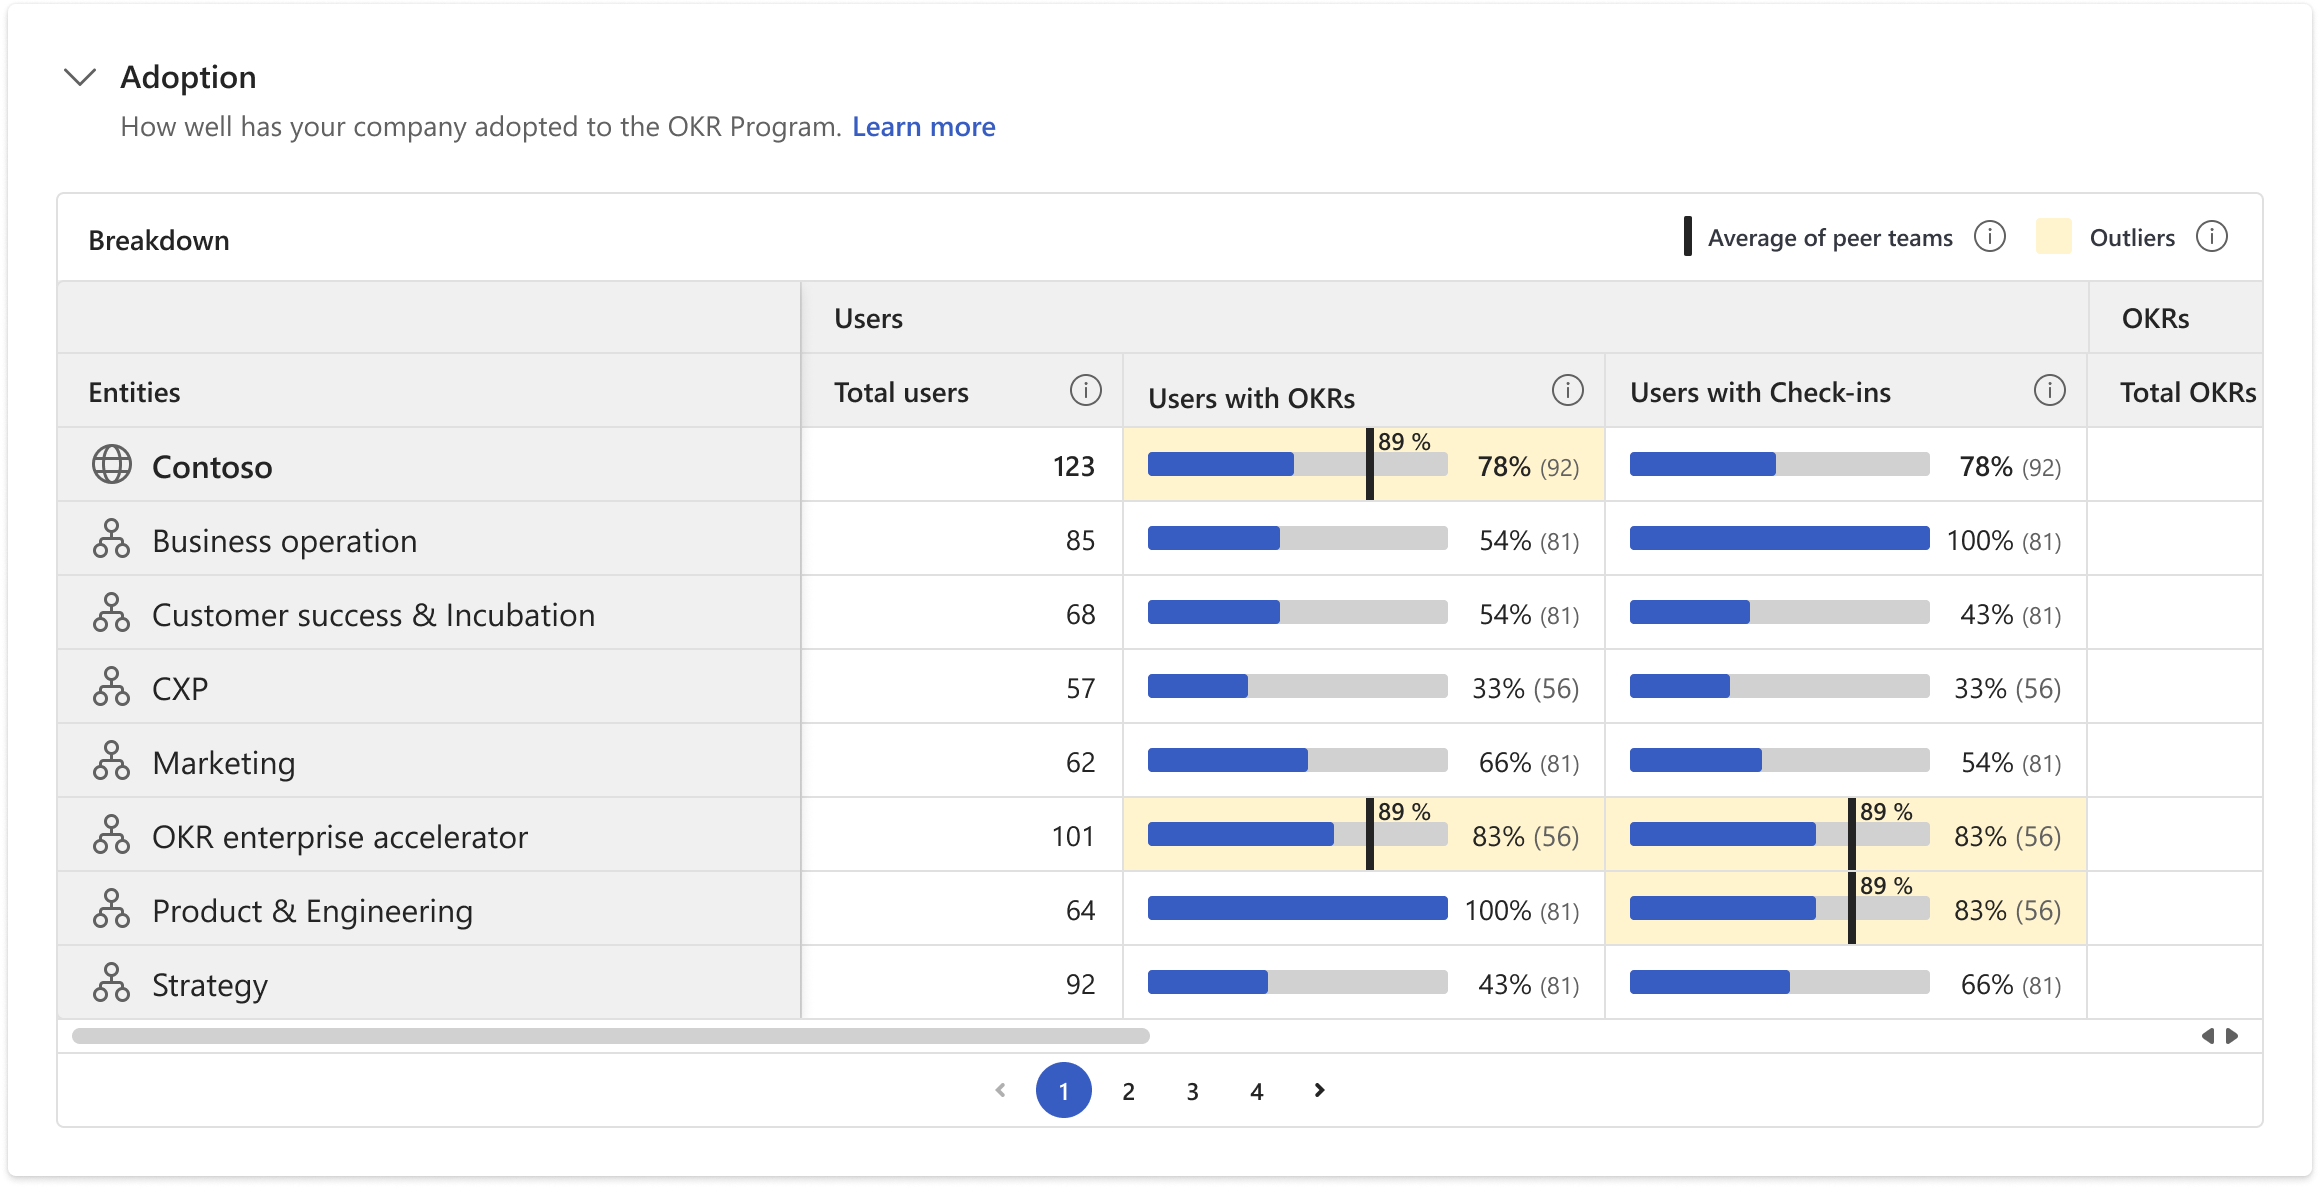 Adoption
How well has your company adopted to the OKR Program. Learn more
Breakdown Average of peer teams Outliers
Users OKRs
Entities Total users Users with OKRs Users with Check-ins Total OKRs
Contoso 123 89 % 78% (92) 78% (92)
Business operation 85 54% (81) 100% (81)
Customer success & Incubation 68 54% (81) 43% (81)
CXP 57 33% (56) 33% (56)
Marketing 62 66% (81) 54% (81)
OKR enterprise accelerator 101 89 % 83% (56) 89 % 83% (56)
Product & Engineering 64 100% (81) 89 % 83% (56)
Strategy 92 43% (81) 66% (81)
1 2 3 4